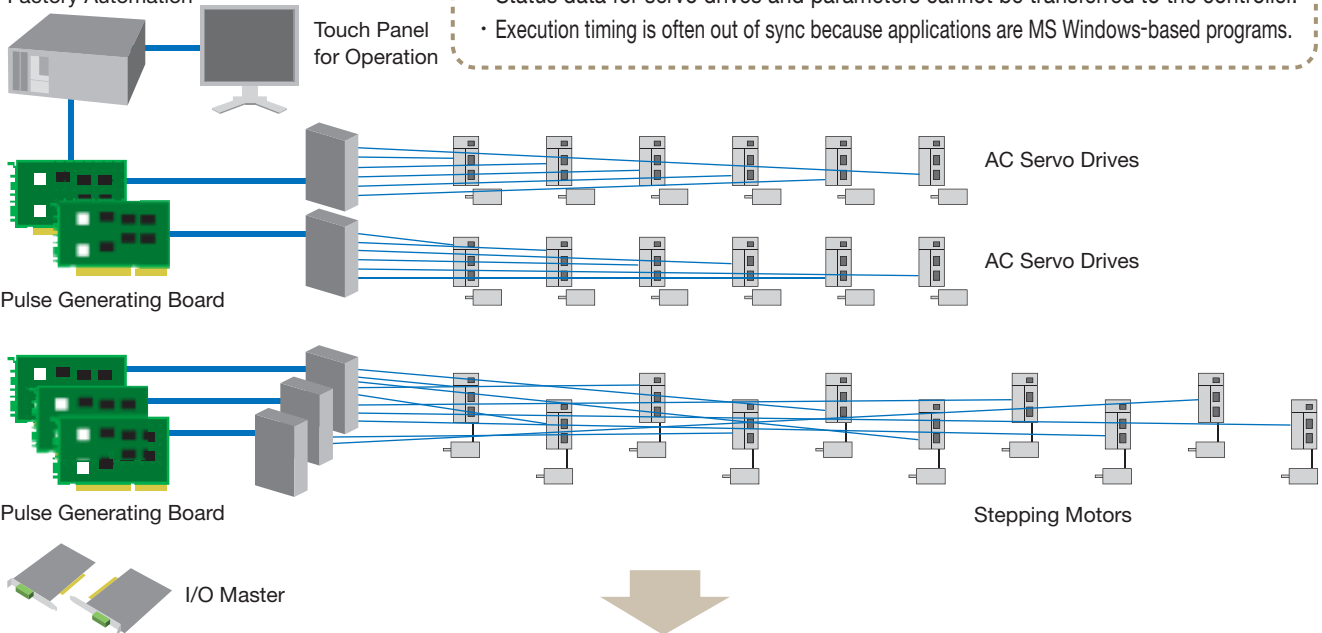 Factory Automation
Status data for servo drives and parameters cannot be transferred to the controller.
・Execution timing is often out of sync because applications are MS Windows-based programs.
Touch Panel
for Operation
AC Servo Drives
AC Servo Drives
Pulse Generating Board
Pulse Generating Board
Stepping Motors
I/O Master